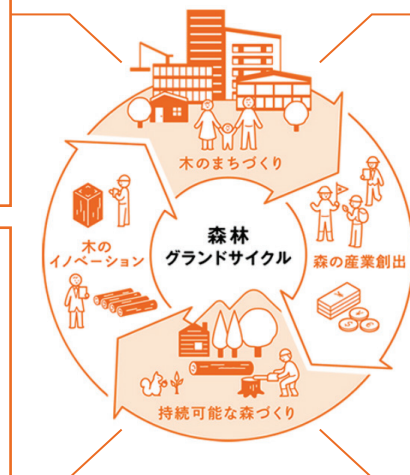 木のまちづくり
木の
イノベーション
森林
グランドサイクル
森の産業創出
持続可能な森づくり
¥
$
€